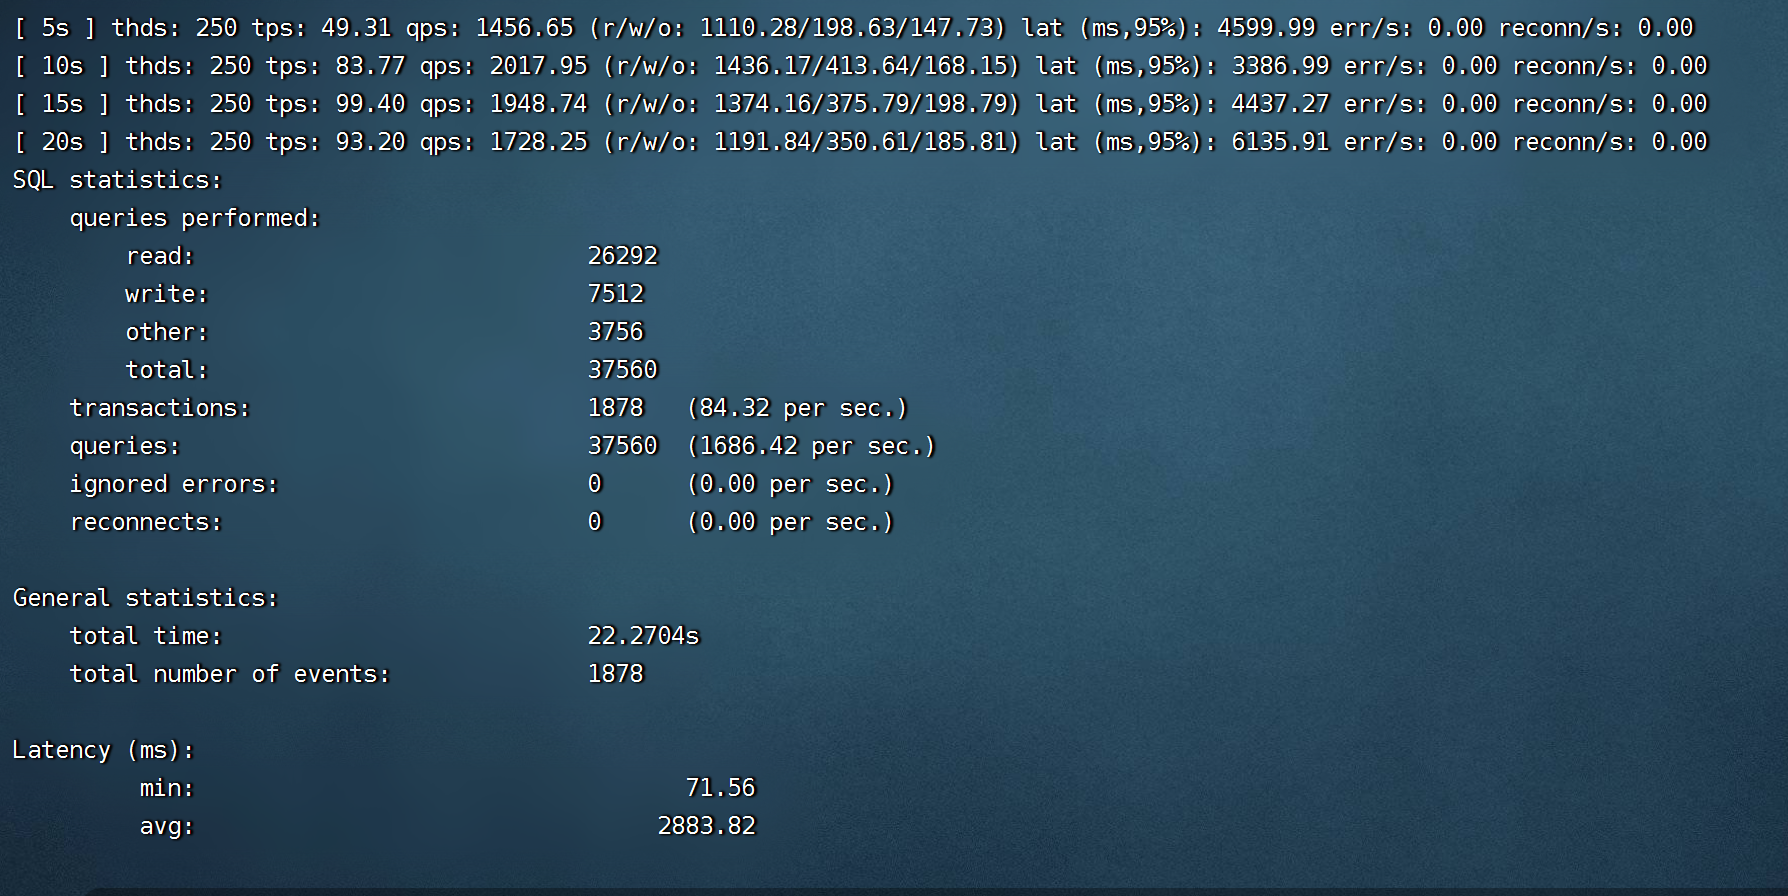 [ 5s ] thds: 250 tps: 49.31 qps: 1456.65 (r/w/o: 1110.28/198.63/147.73) lat (ms,95%): 4599.99 err/s: 0.00 reconn/s: 0.00
[ 10s ] thds: 250 tps: 83.77 qps: 2017.95 (r/w/o: 1436.17/413.64/168.15) lat (ms,95%): 3386.99 err/s: 0.00 reconn/s: 0.00
[ 15s ] thds: 250 tps: 99.40 qps: 1948.74 (r/w/o: 1374.16/375.79/198.79) lat (ms,95%): 4437.27 err/s: 0.00 reconn/s: 0.00
[ 20s ] thds: 250 tps: 93.20 qps: 1728.25 (r/w/o: 1191.84/350.61/185.81) lat (ms,95%): 6135.91 err/s: 0.00 reconn/s: 0.00
SQL statistics:
    queries performed:
        read:                            26292
        write:                           7512
        other:                           3756
        total:                           37560
    transactions:                        1878   (84.32 per sec.)
    queries:                             37560  (1686.42 per sec.)
    ignored errors:                      0      (0.00 per sec.)
    reconnects:                          0      (0.00 per sec.)

General statistics:
    total time:                          22.2704s
    total number of events:              1878

Latency (ms):
         min:                                   71.56
         avg:                                 2883.82